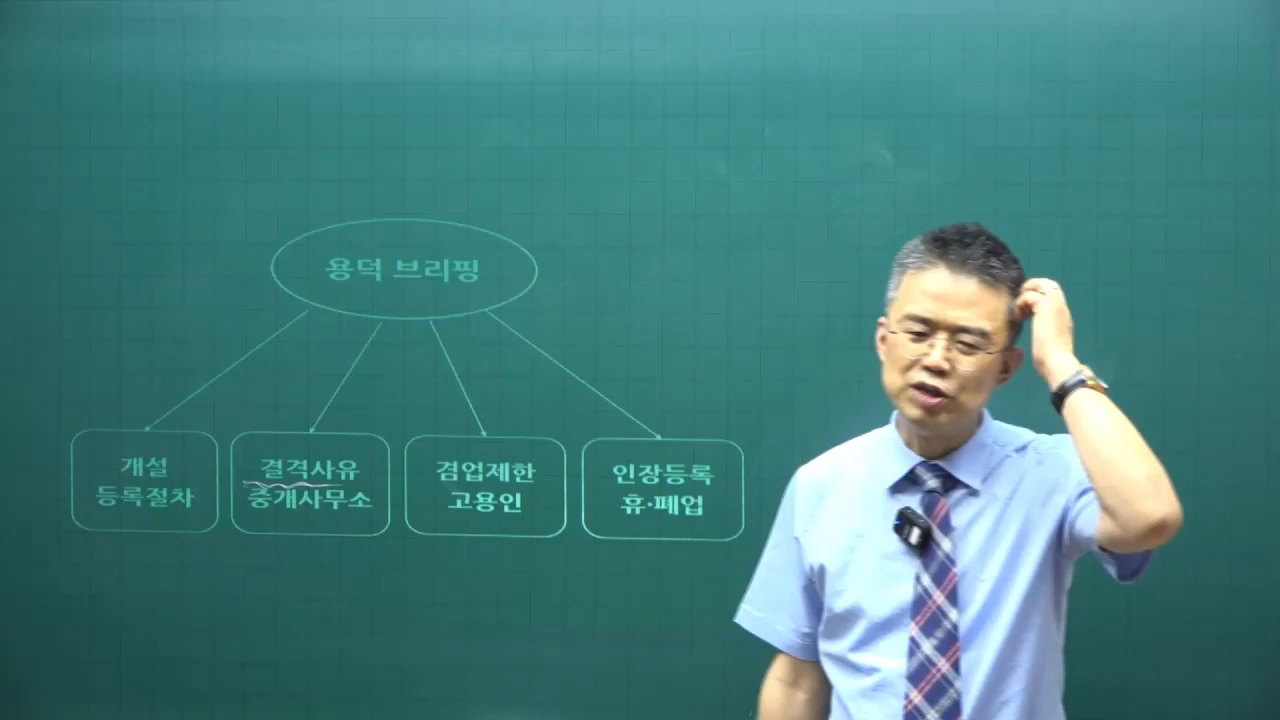 용덕 브리핑
개설
등록절차
결격사유
중개사무소
겸업제한
고용인
인장등록
휴·폐업